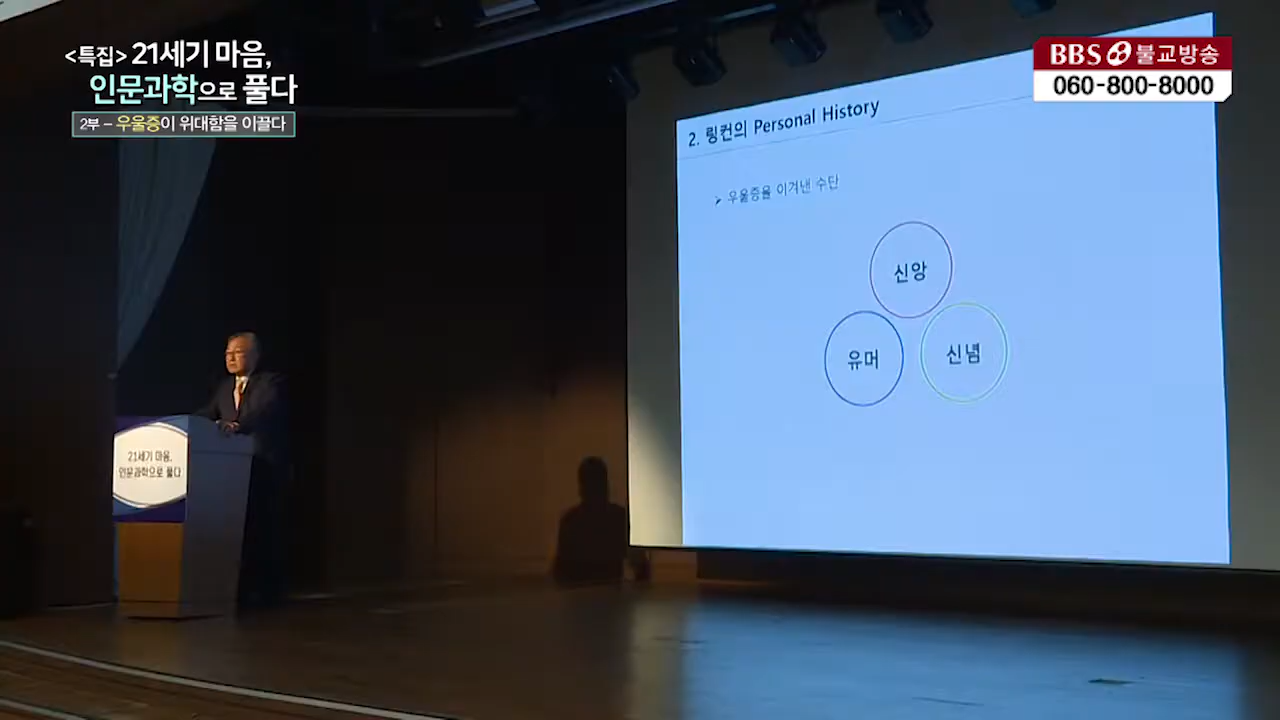 <특집> 21세기 마음,
인문과학으로 풀다
2부 - 우울증이 위대함을 이끌다
BBS 불교방송
060-800-8000
2. 링컨의 Personal History
➤ 우울증을 이겨낸 수단
신앙
유머
신념
21세기 마음,
인문과학으로 풀다